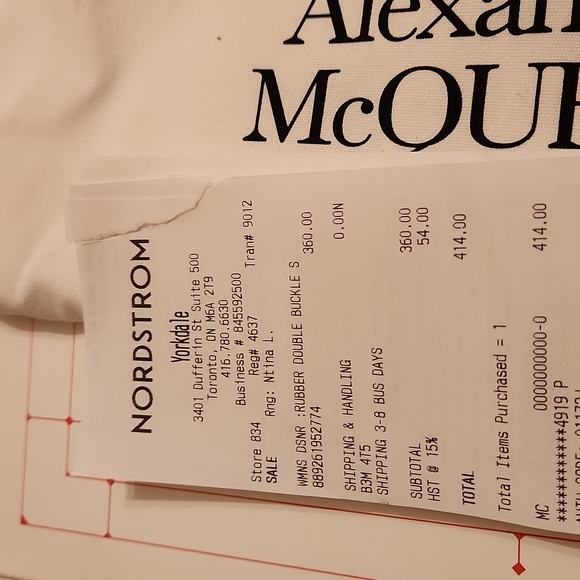 Alexan
McQUE
NORDSTROM
Yorkdale
3401 Dufferin St Suite 500
Toronto, ON M6A 2T9
416.780.6630
Business # 845592500
Store 834 Reg# 4637 Tran# 9012
SALE Rng: Ntina L.
WMNS DSNR :RUBBER DOUBLE BUCKLE S
889261952774 360.00
SHIPPING & HANDLING 0.00N
B3M 4T5
SHIPPING 3-8 BUS DAYS
SUBTOTAL 360.00
HST @ 15% 54.00
TOTAL 414.00
Total Items Purchased = 1
MC 0000000000-0 414.00
************4919 P